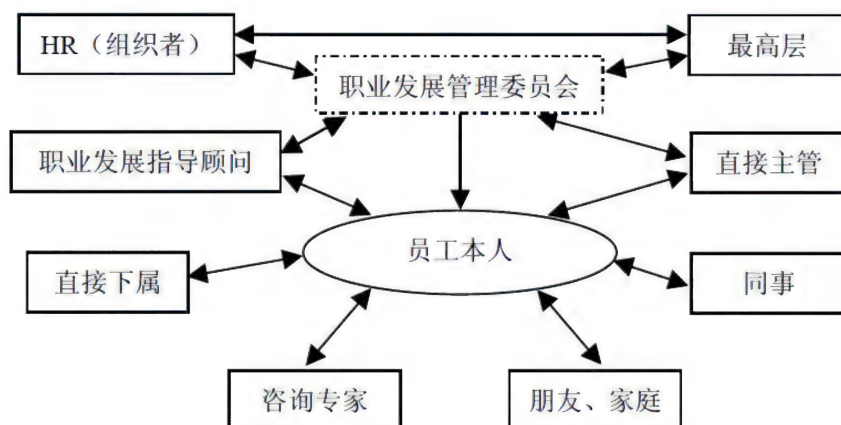 HR（组织者）
最高层
职业发展管理委员会
职业发展指导顾问
直接主管
员工本人
直接下属
同事
咨询专家
朋友、家庭